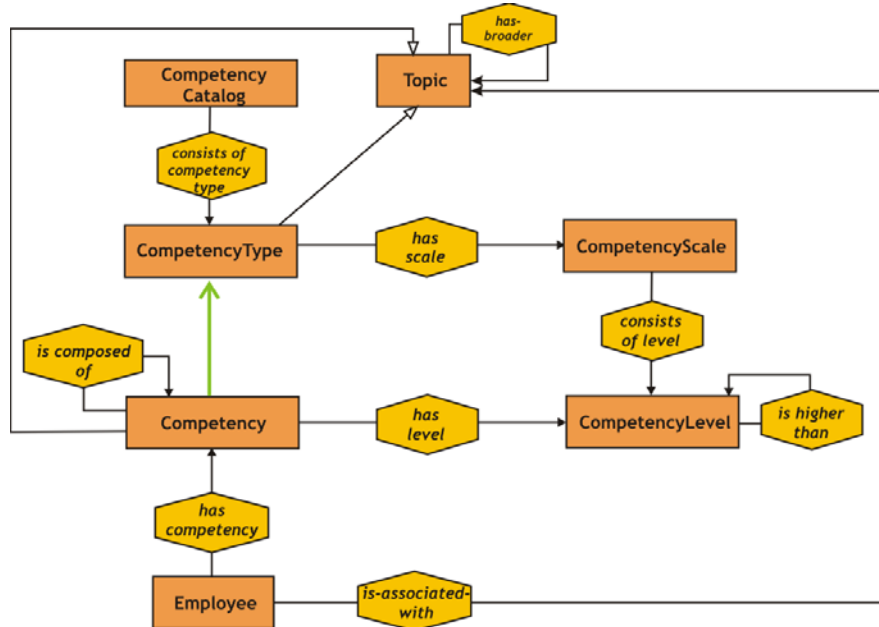 has-
broader
Topic
Competency
Catalog
consists of
competency
type
CompetencyType
has
scale
CompetencyScale
is composed
of
consists
of level
Competency
has
level
CompetencyLevel
is higher
than
has
competency
Employee
is-associated-
with